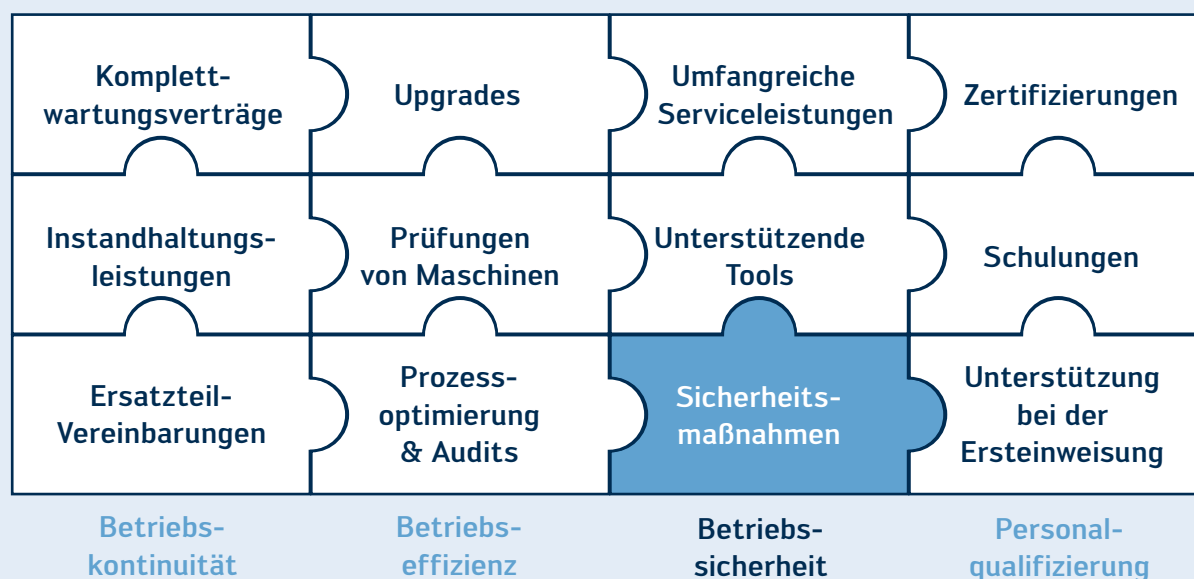 Komplett-
wartungsverträge
Upgrades
Umfangreiche
Serviceleistungen
Zertifizierungen
Instandhaltungs-
leistungen
Prüfungen
von Maschinen
Unterstützende
Tools
Schulungen
Ersatzteil-
Vereinbarungen
Prozess-
optimierung
& Audits
Sicherheits-
maßnahmen
Unterstützung
bei der
Ersteinweisung
Betriebs-
kontinuität
Betriebs-
effizienz
Betriebs-
sicherheit
Personal-
qualifizierung